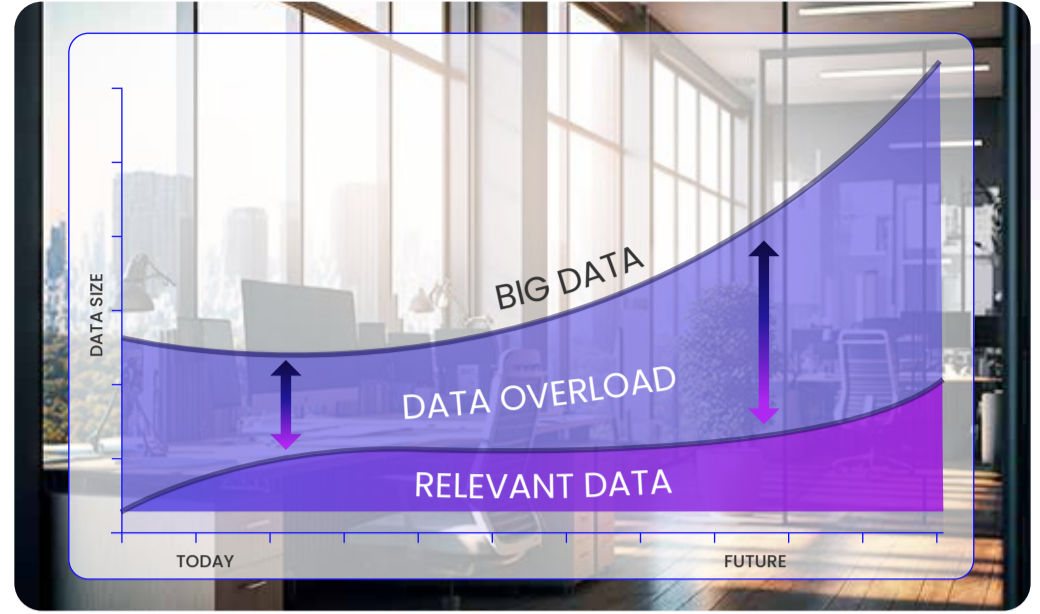 BIG DATA
DATA SIZE
DATA OVERLOAD
RELEVANT DATA
TODAY
FUTURE